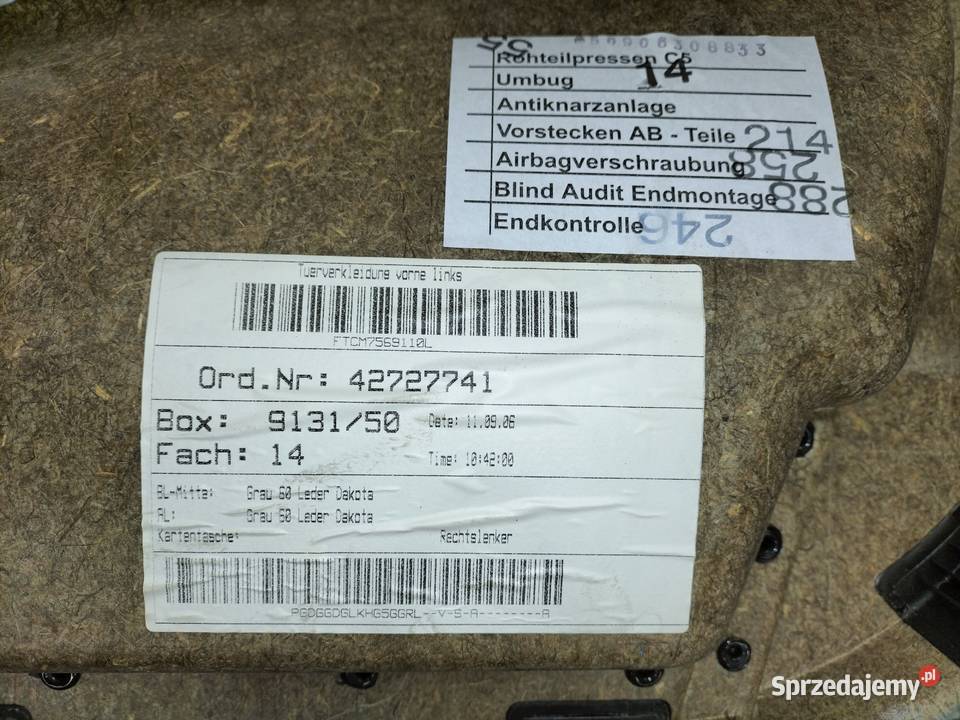 55
Rohteilpressen C5
14
Umbug
Antiknarzanlage
Vorstecken AB - Teile 214
Airbagverschraubung 258
Blind Audit Endmontage 288
Endkontrolle 246
Tuerverkleidung vorne links
FTCM7569110L
Ord.Nr: 42727741
Box: 9131/50 Date: 11.09.06
Fach: 14 Time: 10:42:00
BL-Mitte: Grau 60 Leder Dakota
AL: Grau 60 Leder Dakota
Kartentasche: Rechtslenker
PGDGGDGLKHG5GGRL--V-S-A--------A
Sprzedajemy.pl